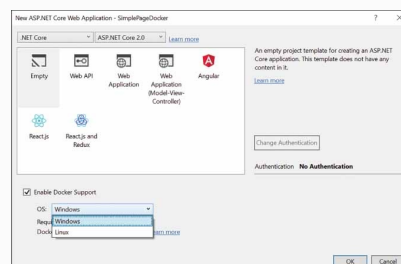 New ASP.NET Core Web Application - SimplePageDocker
.NET Core
ASP.NET Core 2.0
Learn more
Empty
Web API
Web Application
Web Application (Model-View-Controller)
Angular
React.js
React.js and Redux
An empty project template for creating an ASP.NET
Core application. This template does not have any
content in it.
Learn more
Change Authentication
Authentication No Authentication
Enable Docker Support
OS: Windows
Windows
Linux
Learn more
OK
Cancel